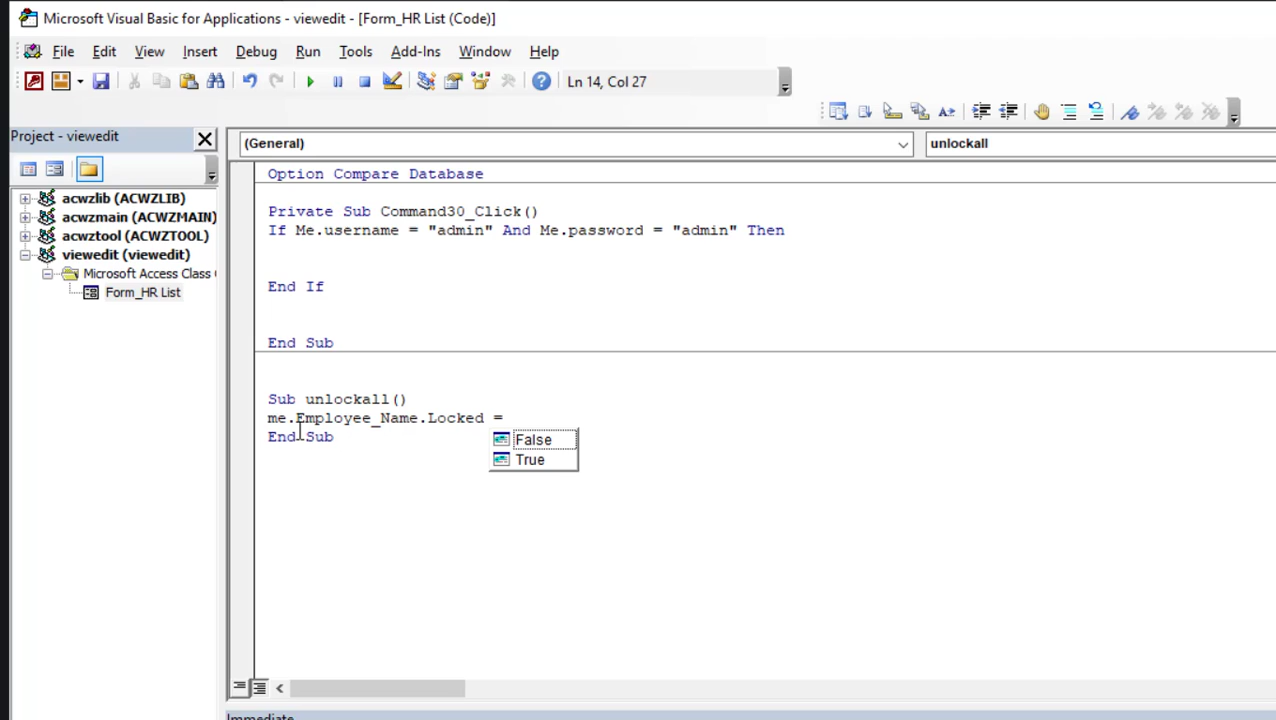 Microsoft Visual Basic for Applications - viewedit - [Form_HR List (Code)]
File Edit View Insert Debug Run Tools Add-Ins Window Help
Ln 14, Col 27
Project - viewedit
(General) unlockall
acwzlib (ACWZLIB)
acwzmain (ACWZMAIN)
acwztool (ACWZTOOL)
viewedit (viewedit)
Microsoft Access Class
Form_HR List
Option Compare Database
Private Sub Command30_Click()
If Me.username = "admin" And Me.password = "admin" Then
End If
End Sub
Sub unlockall()
me.Employee_Name.Locked =
End Sub
False
True
Immediate